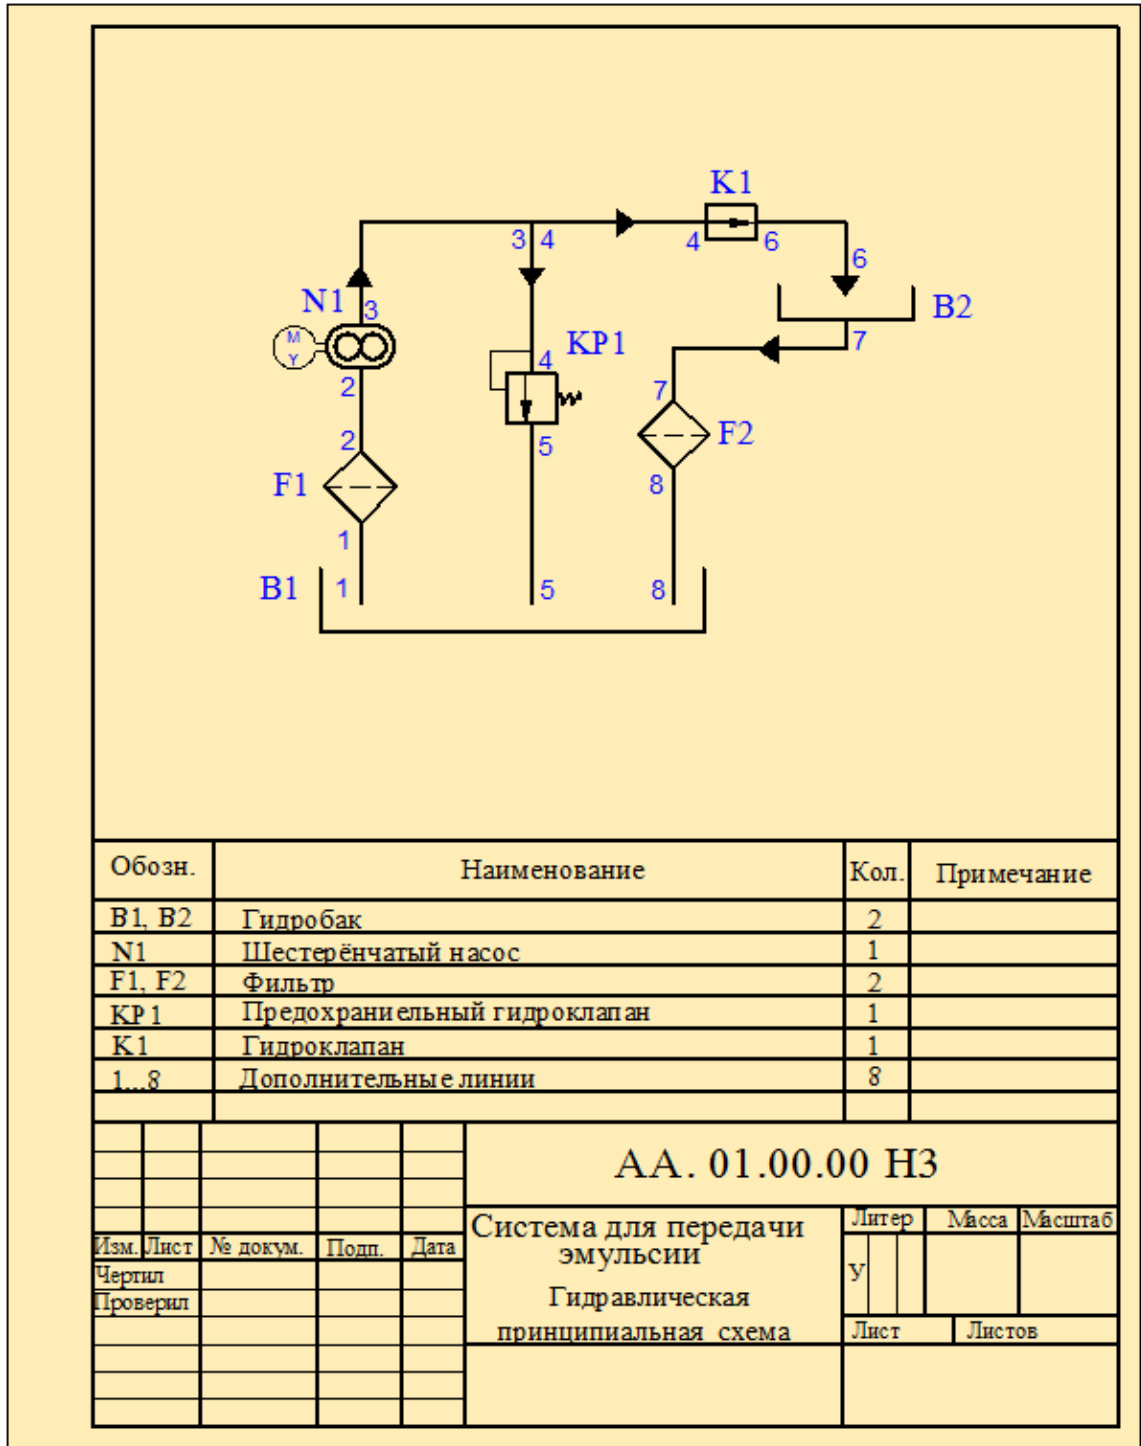 K1
3 4
4 6
6
N1
3
B2
M
Y
7
KP1
4
2
7
2
5
F2
F1
8
1
B1
1
5
8
Обозн. Наименование Кол. Примечание
B1, B2 Гидробак 2
N1 Шестерёнчатый насос 1
F1, F2 Фильтр 2
KP1 Предохраниельный гидроклапан 1
K1 Гидроклапан 1
1...8 Дополнительные линии 8
АА. 01.00.00 Н3
Система для передачи
эмульсии
Гидравлическая
принципиальная схема
Литер Масса Масштаб
У
Лист Листов
Изм. Лист № докум. Подп. Дата
Чертил
Проверил